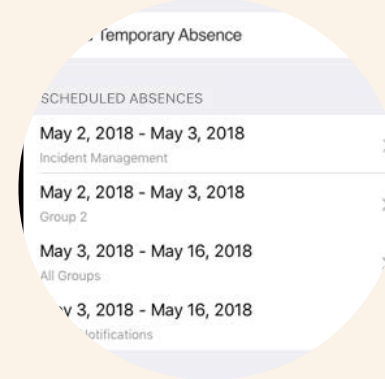 Temporary Absence
SCHEDULED ABSENCES
May 2, 2018 - May 3, 2018
Incident Management
May 2, 2018 - May 3, 2018
Group 2
May 3, 2018 - May 16, 2018
All Groups
3, 2018 - May 16, 2018